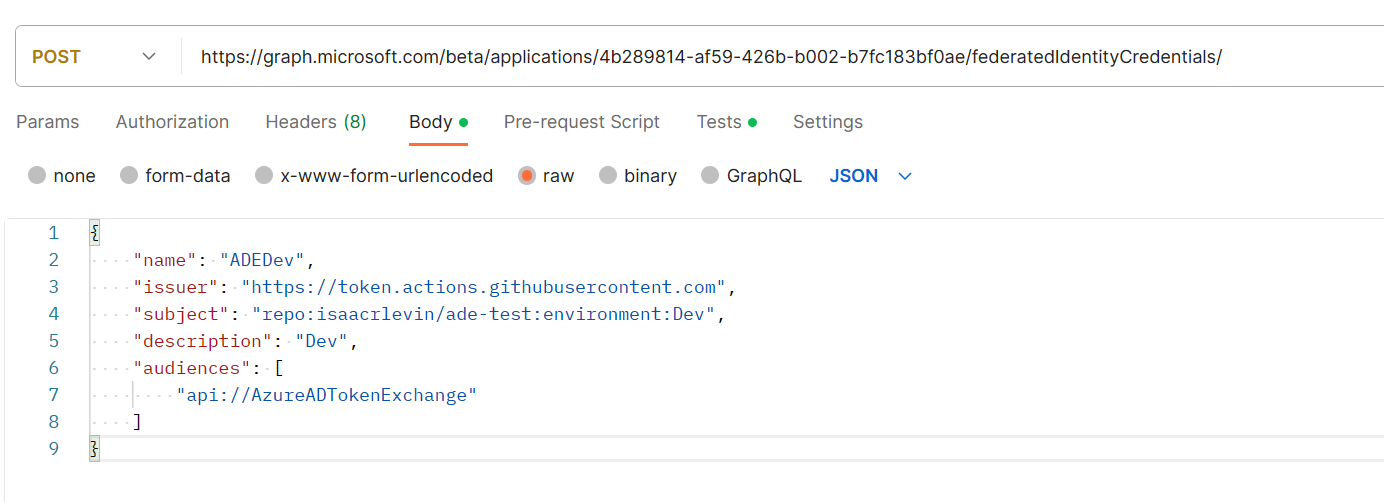 POST https://graph.microsoft.com/beta/applications/4b289814-af59-426b-b002-b7fc183bf0ae/federatedIdentityCredentials/
Params Authorization Headers (8) Body Pre-request Script Tests Settings
none form-data x-www-form-urlencoded raw binary GraphQL JSON
1 {
2 "name": "ADEDev",
3 "issuer": "https://token.actions.githubusercontent.com",
4 "subject": "repo:isaacrlevin/ade-test:environment:Dev",
5 "description": "Dev",
6 "audiences": [
7 "api://AzureADTokenExchange"
8 ]
9 }